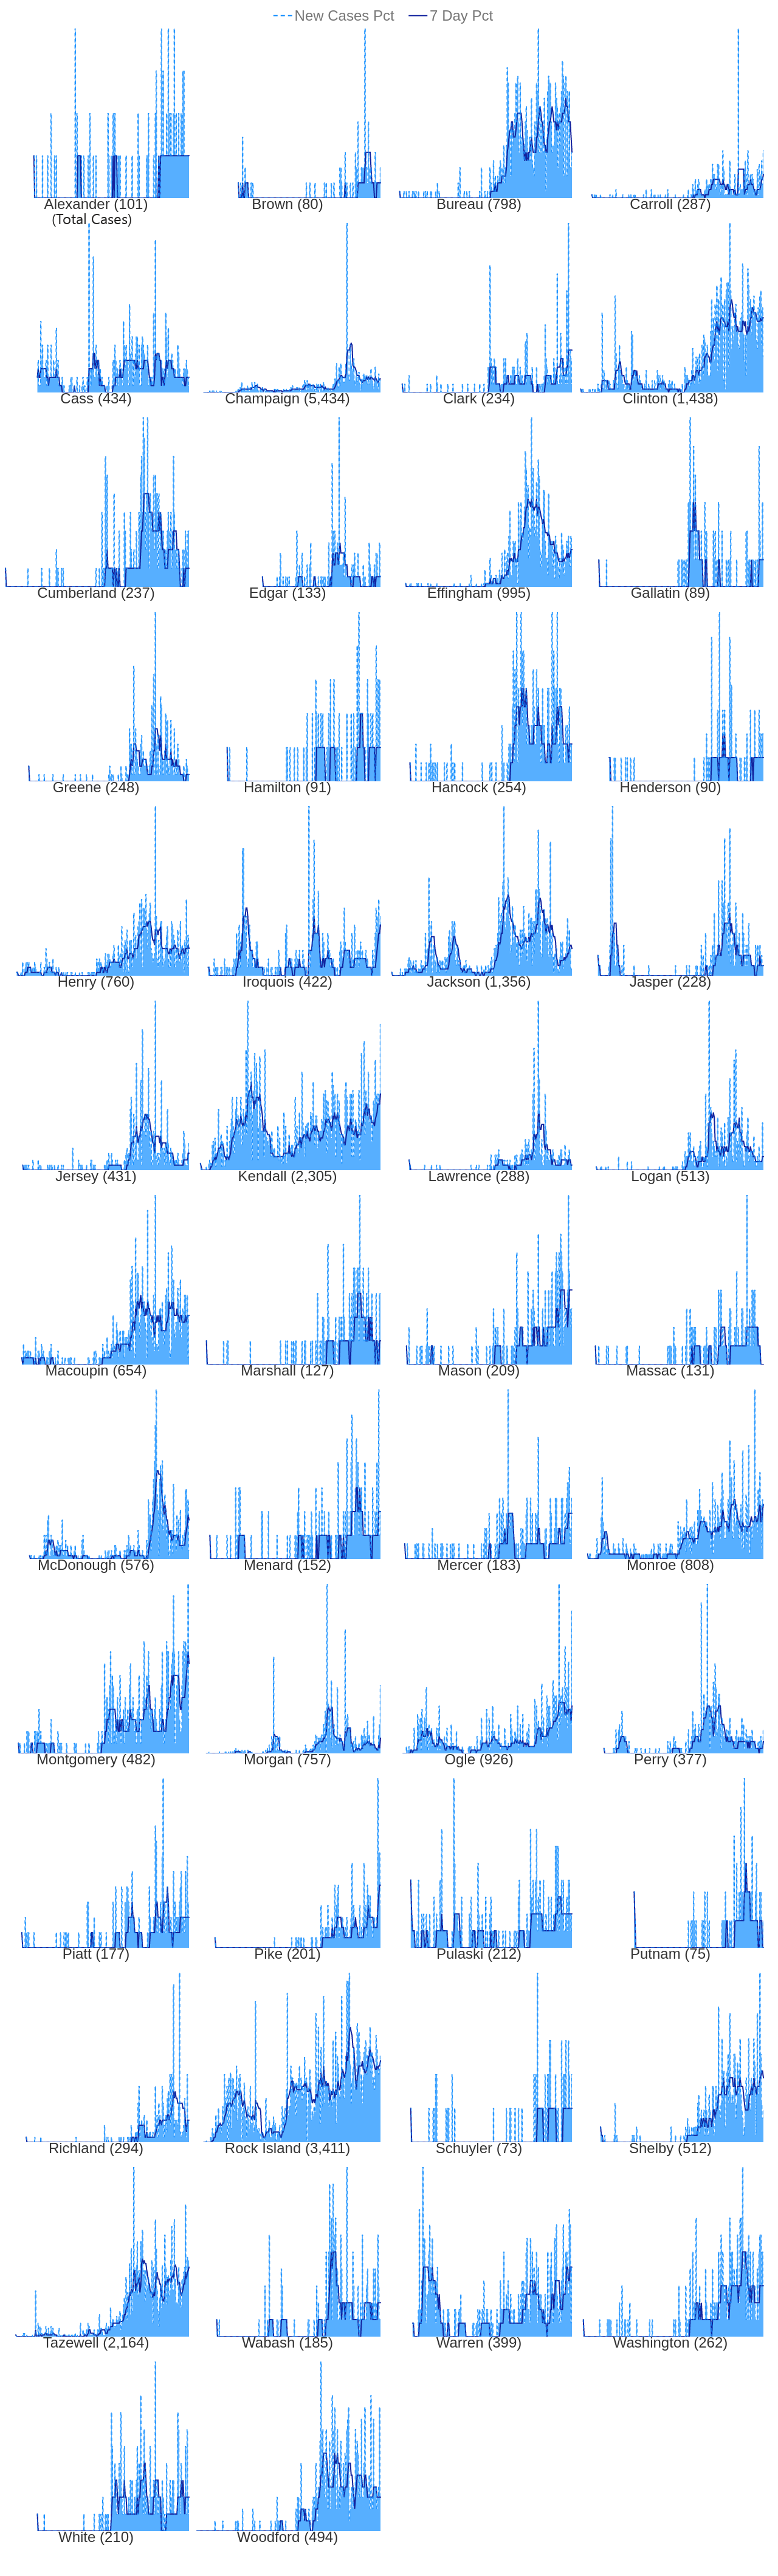 New Cases Pct 7 Day Pct
Alexander (101) Brown (80) Bureau (798) Carroll (287)
(Total Cases)
Cass (434) Champaign (5,434) Clark (234) Clinton (1,438)
Cumberland (237) Edgar (133) Effingham (995) Gallatin (89)
Greene (248) Hamilton (91) Hancock (254) Henderson (90)
Henry (760) Iroquois (422) Jackson (1,356) Jasper (228)
Jersey (431) Kendall (2,305) Lawrence (288) Logan (513)
Macoupin (654) Marshall (127) Mason (209) Massac (131)
McDonough (576) Menard (152) Mercer (183) Monroe (808)
Montgomery (482) Morgan (757) Ogle (926) Perry (377)
Piatt (177) Pike (201) Pulaski (212) Putnam (75)
Richland (294) Rock Island (3,411) Schuyler (73) Shelby (512)
Tazewell (2,164) Wabash (185) Warren (399) Washington (262)
White (210) Woodford (494)